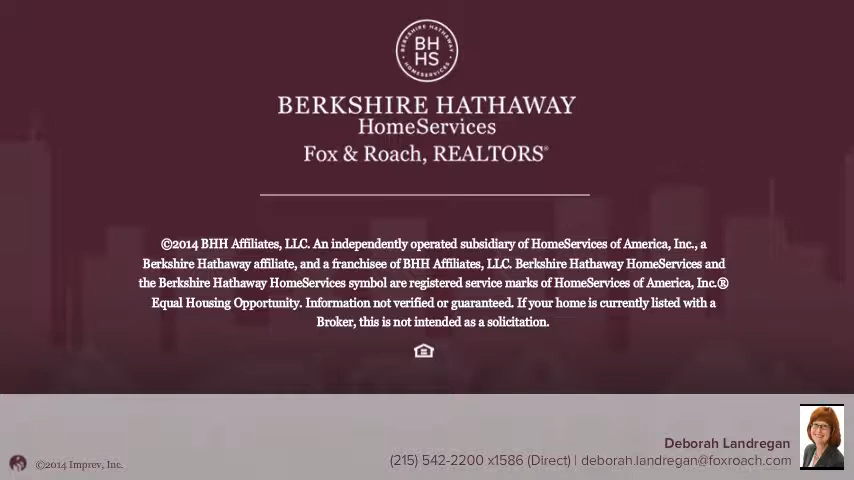 BERKSHIRE HATHAWAY
HOMESERVICES
BH
HS
BERKSHIRE HATHAWAY
HomeServices
Fox & Roach, REALTORS®
©2014 BHH Affiliates, LLC. An independently operated subsidiary of HomeServices of America, Inc., a
Berkshire Hathaway affiliate, and a franchisee of BHH Affiliates, LLC. Berkshire Hathaway HomeServices and
the Berkshire Hathaway HomeServices symbol are registered service marks of HomeServices of America, Inc.®
Equal Housing Opportunity. Information not verified or guaranteed. If your home is currently listed with a
Broker, this is not intended as a solicitation.
Deborah Landregan
(215) 542-2200 x1586 (Direct) | deborah.landregan@foxroach.com
©2014 Imprev, Inc.